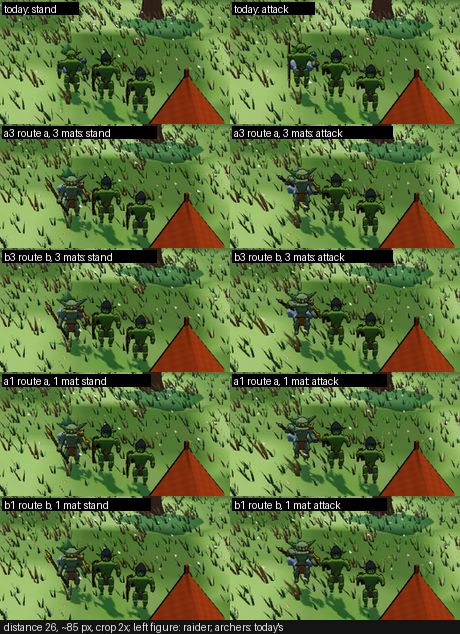 today: stand
today: attack
a3 route a, 3 mats: stand
a3 route a, 3 mats: attack
b3 route b, 3 mats: stand
b3 route b, 3 mats: attack
a1 route a, 1 mat: stand
a1 route a, 1 mat: attack
b1 route b, 1 mat: stand
b1 route b, 1 mat: attack
distance 26, ~85 px, crop 2x; left figure: raider; archers: today's